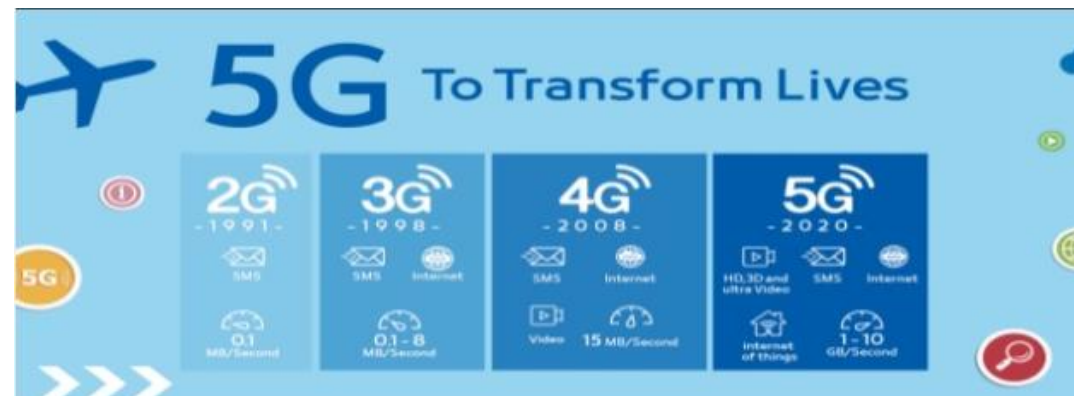 5G To Transform Lives
2G
-1991-
SMS
0.1
MB/Second
3G
-1998-
SMS Internet
0.1 - 8
MB/Second
4G
-2008-
SMS Internet
Video 15 MB/Second
5G
-2020-
HD,3D and
ultra Video SMS Internet
internet
of things
1-10
GB/Second
5G